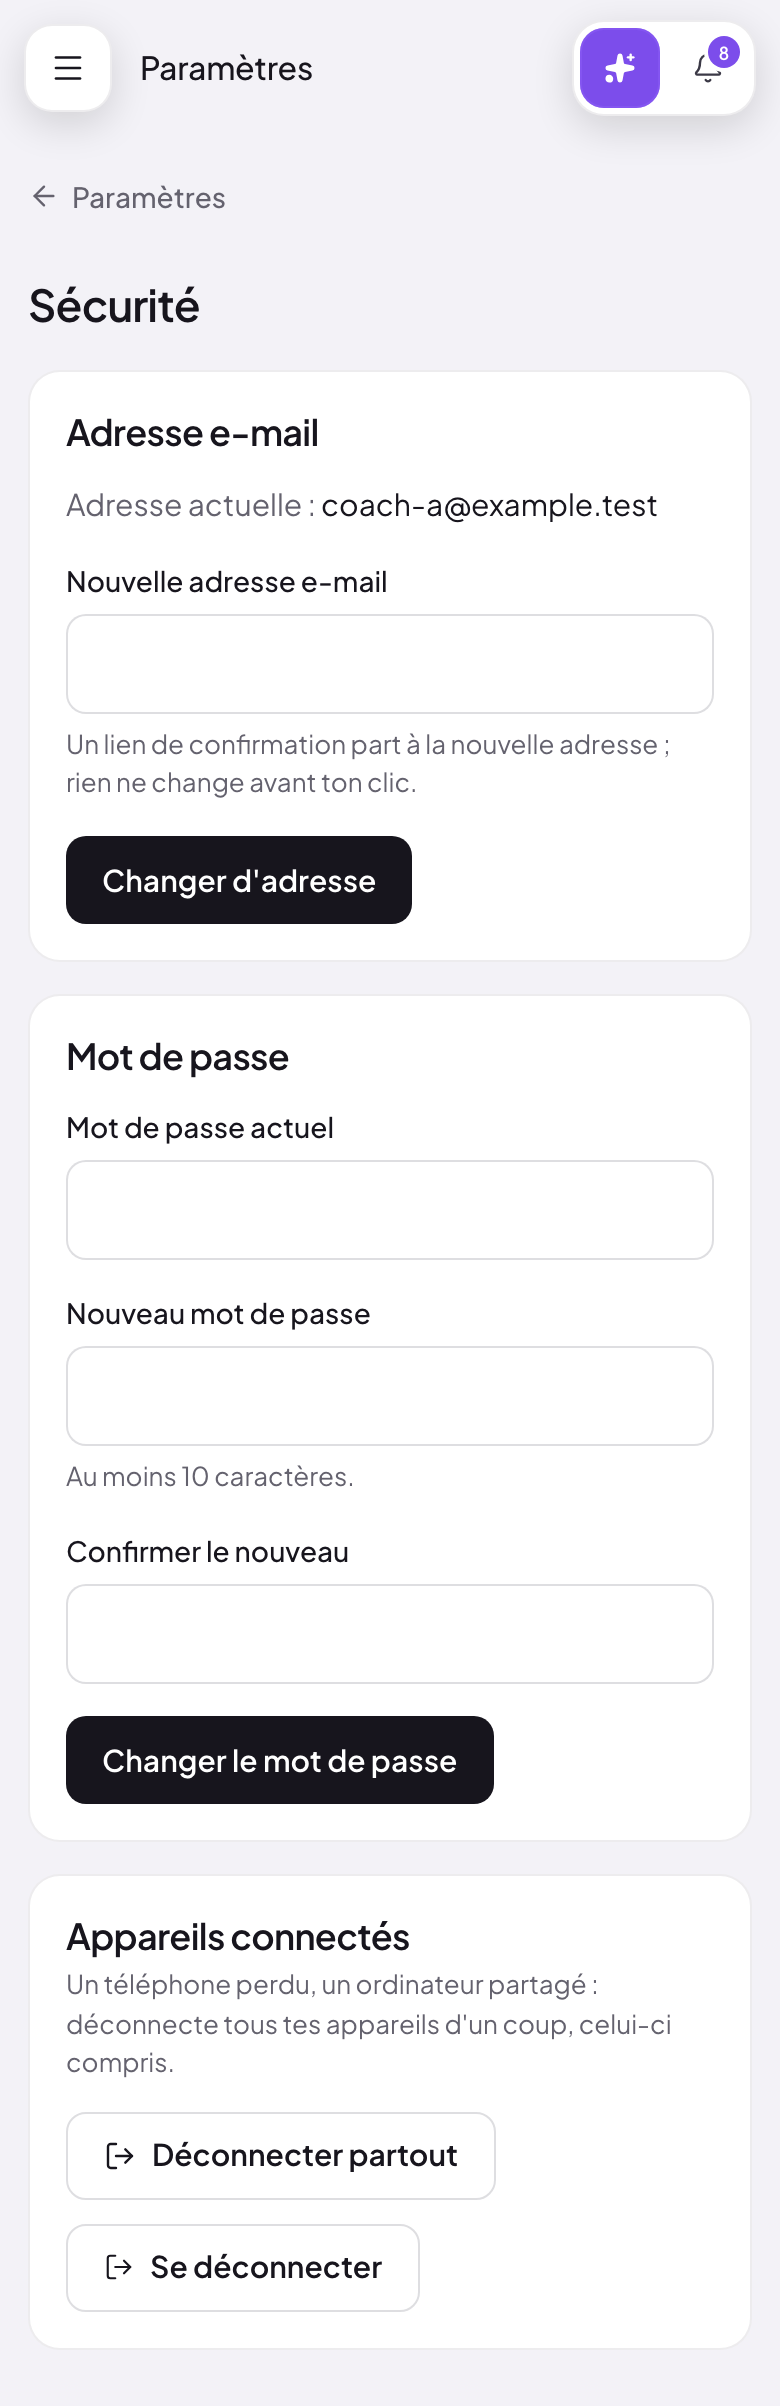 Paramètres
8
Paramètres
Sécurité
Adresse e-mail
Adresse actuelle : coach-a@example.test
Nouvelle adresse e-mail
Un lien de confirmation part à la nouvelle adresse ;
rien ne change avant ton clic.
Changer d'adresse
Mot de passe
Mot de passe actuel
Nouveau mot de passe
Au moins 10 caractères.
Confirmer le nouveau
Changer le mot de passe
Appareils connectés
Un téléphone perdu, un ordinateur partagé :
déconnecte tous tes appareils d'un coup, celui-ci
compris.
Déconnecter partout
Se déconnecter